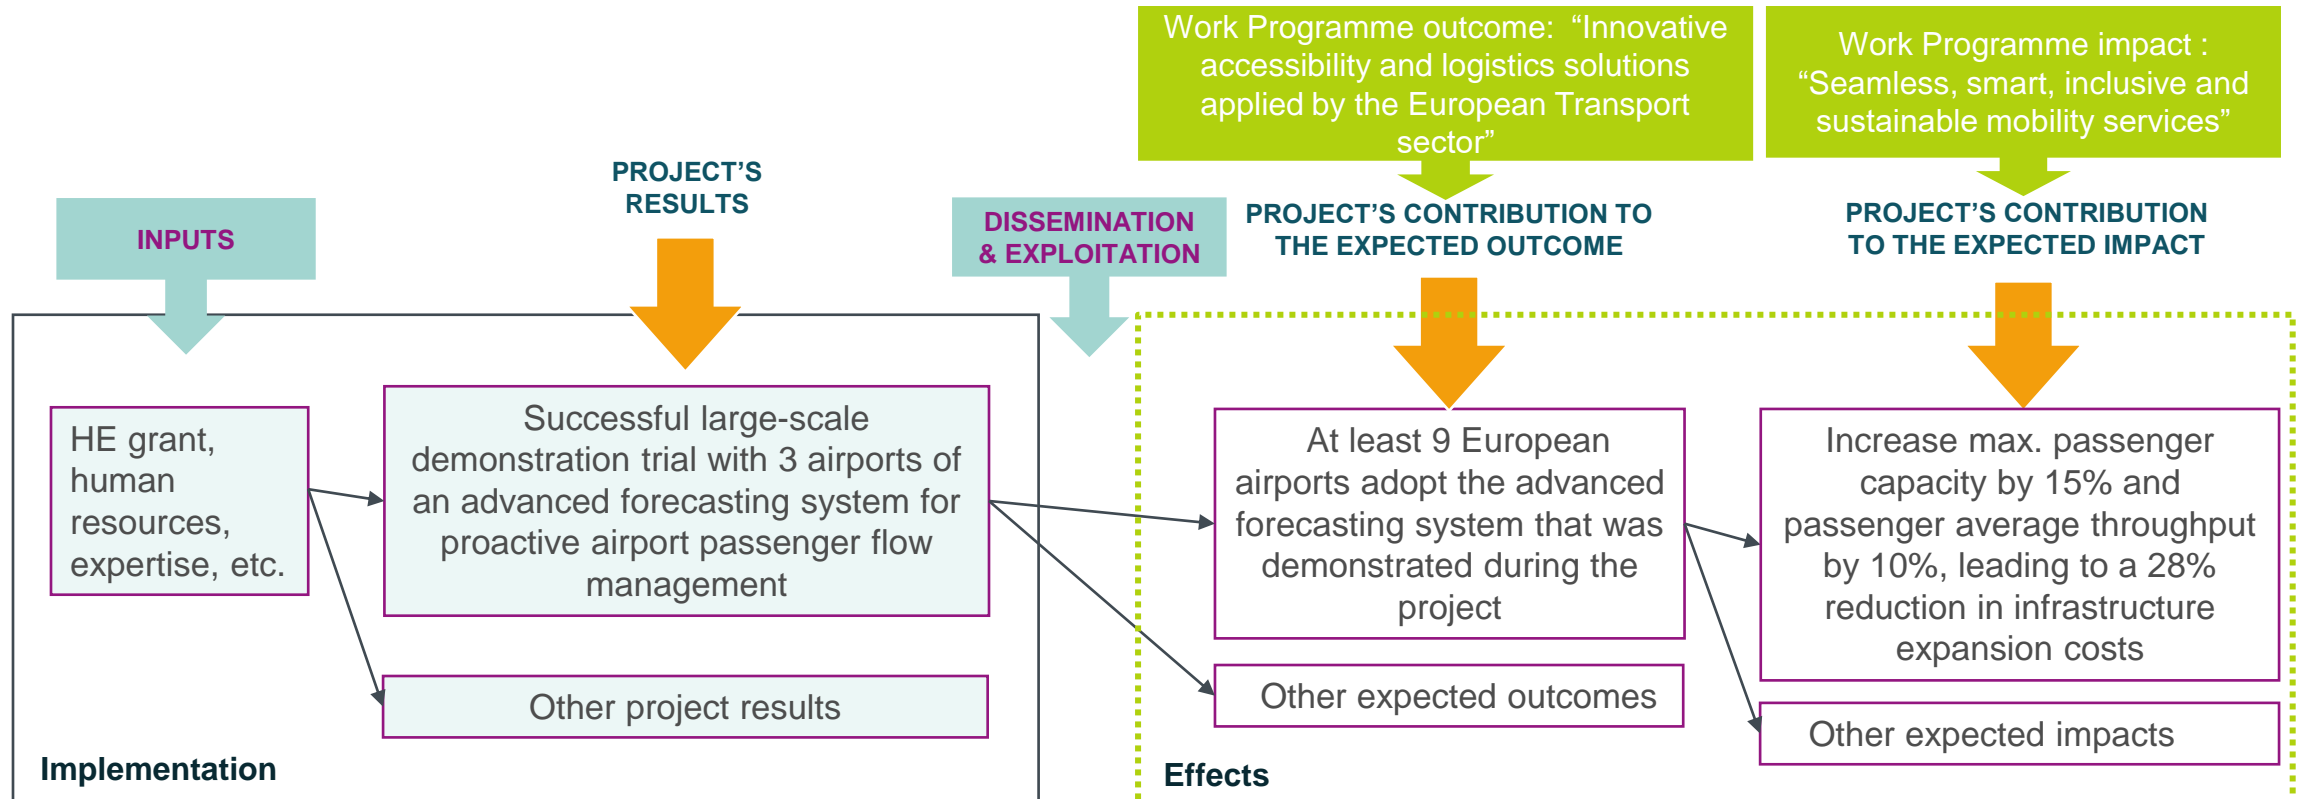 Work Programme outcome: “Innovative
accessibility and logistics solutions
applied by the European Transport
sector”
Work Programme impact :
“Seamless, smart, inclusive and
sustainable mobility services”
INPUTS
PROJECT’S
RESULTS
DISSEMINATION
& EXPLOITATION
PROJECT’S CONTRIBUTION TO
THE EXPECTED OUTCOME
PROJECT’S CONTRIBUTION
TO THE EXPECTED IMPACT
HE grant,
human
resources,
expertise, etc.
Successful large-scale
demonstration trial with 3 airports of
an advanced forecasting system for
proactive airport passenger flow
management
At least 9 European
airports adopt the advanced
forecasting system that was
demonstrated during the
project
Increase max. passenger
capacity by 15% and
passenger average throughput
by 10%, leading to a 28%
reduction in infrastructure
expansion costs
Other project results
Other expected outcomes
Other expected impacts
Implementation
Effects